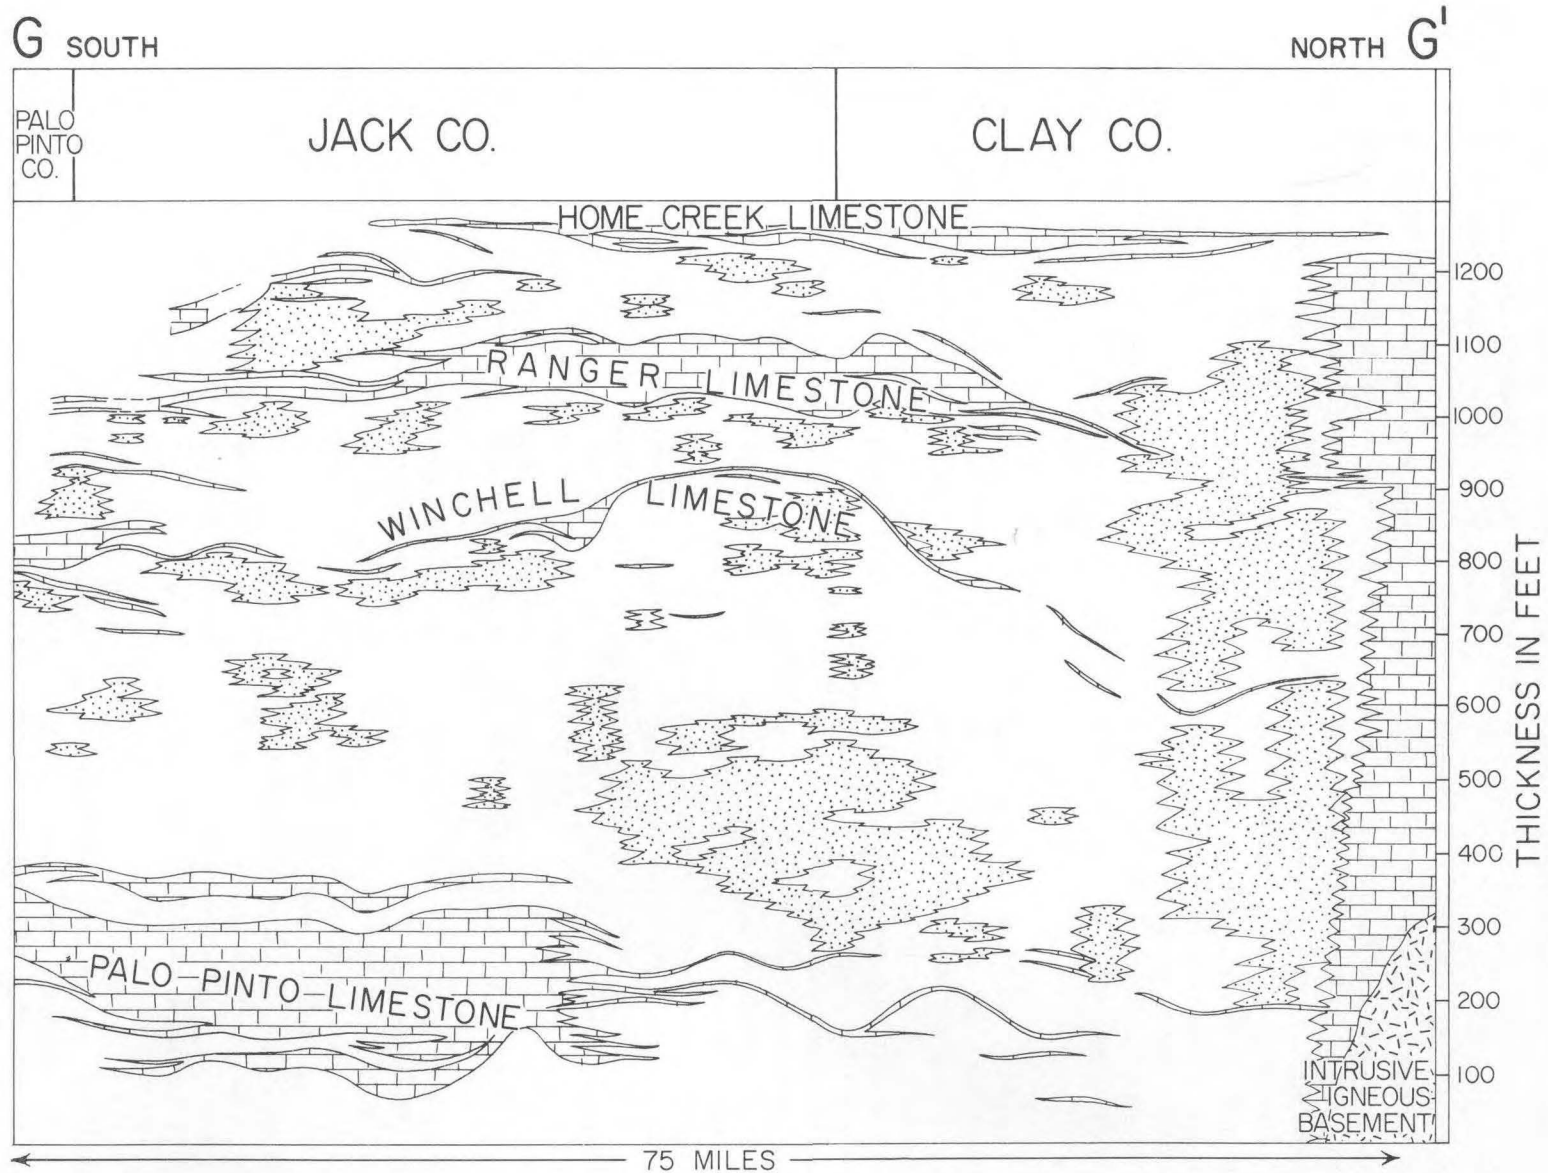 G SOUTH
NORTH G'
PALO
PINTO
CO.
JACK CO.
CLAY CO.
HOME CREEK LIMESTONE
1200
1100
RANGER LIMESTONE
1000
900
WINCHELL LIMESTONE
800
700
600
500
400
300
PALO PINTO LIMESTONE
200
100
THICKNESS IN FEET
INTRUSIVE
IGNEOUS
BASEMENT
75 MILES